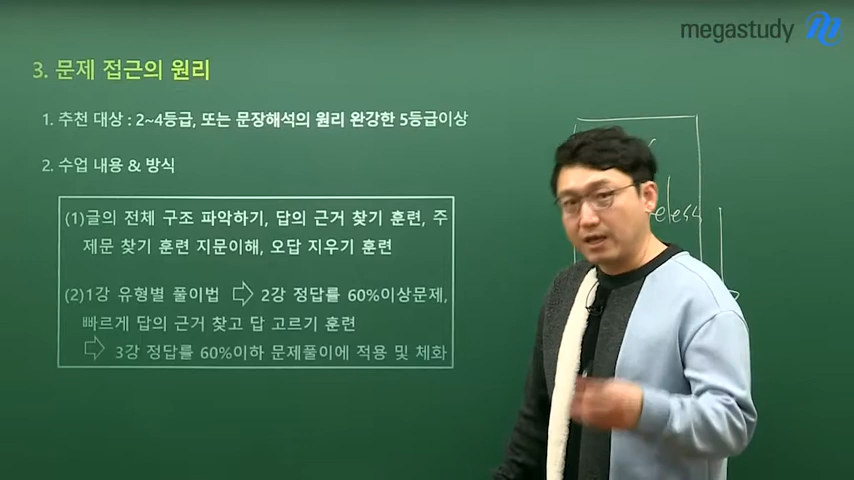 megastudy
3. 문제 접근의 원리
1. 추천 대상 : 2~4등급, 또는 문장해석의 원리 완강한 5등급이상
2. 수업 내용 & 방식
(1)글의 전체 구조 파악하기, 답의 근거 찾기 훈련, 주
제문 찾기 훈련 지문이해, 오답 지우기 훈련
(2)1강 유형별 풀이법 ⇨ 2강 정답률 60%이상문제,
빠르게 답의 근거 찾고 답 고르기 훈련
⇨ 3강 정답률 60%이하 문제풀이에 적용 및 체화